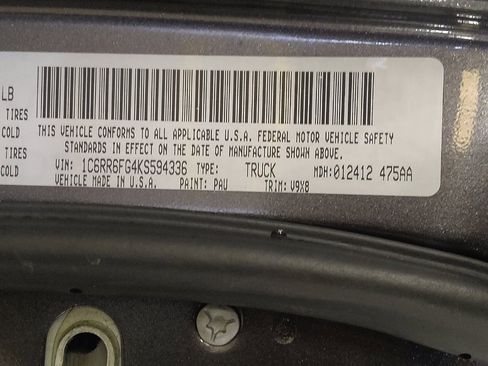 LB
TIRES
COLD
THIS VEHICLE CONFORMS TO ALL APPLICABLE U.S.A. FEDERAL MOTOR VEHICLE SAFETY
STANDARDS IN EFFECT ON THE DATE OF MANUFACTURE SHOWN ABOVE.
TIRES
COLD
VIN: 1C6RR6FG4KS594336 TYPE: TRUCK MDH: 012412 475AA
VEHICLE MADE IN U.S.A. PAINT: PAU TRIM: V9X8